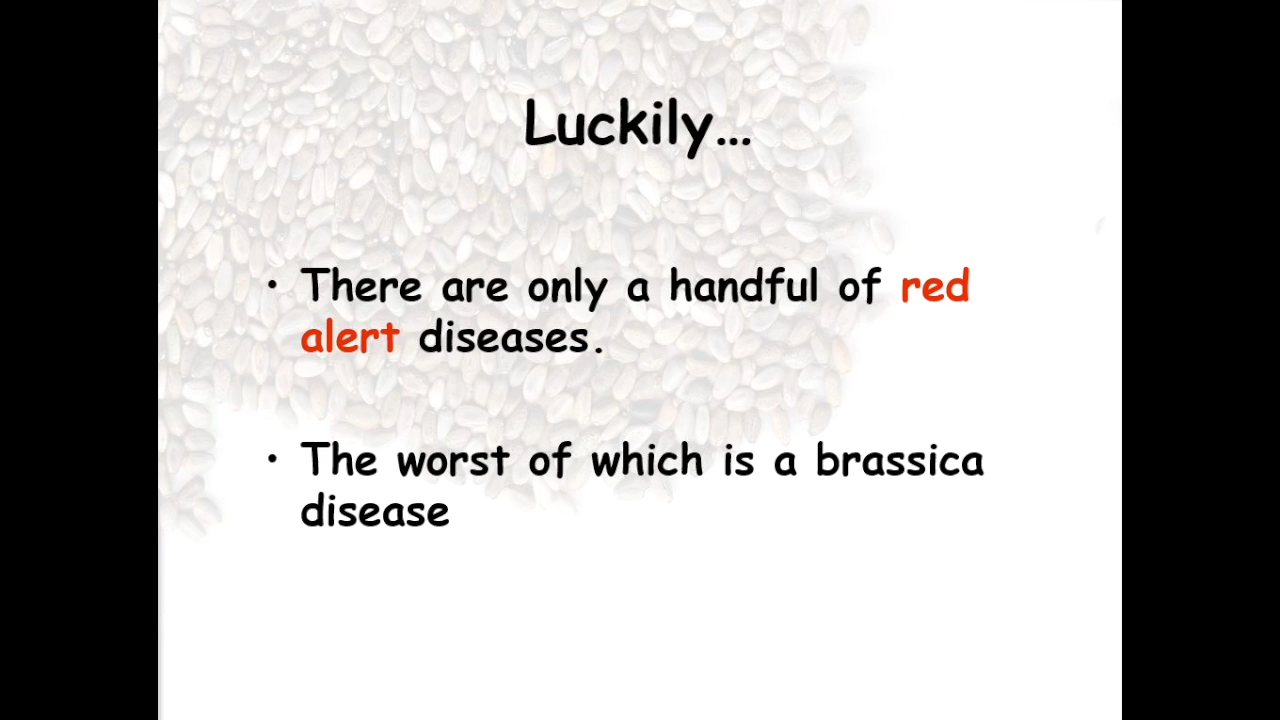 Luckily…
• There are only a handful of red
alert diseases.
• The worst of which is a brassica
disease